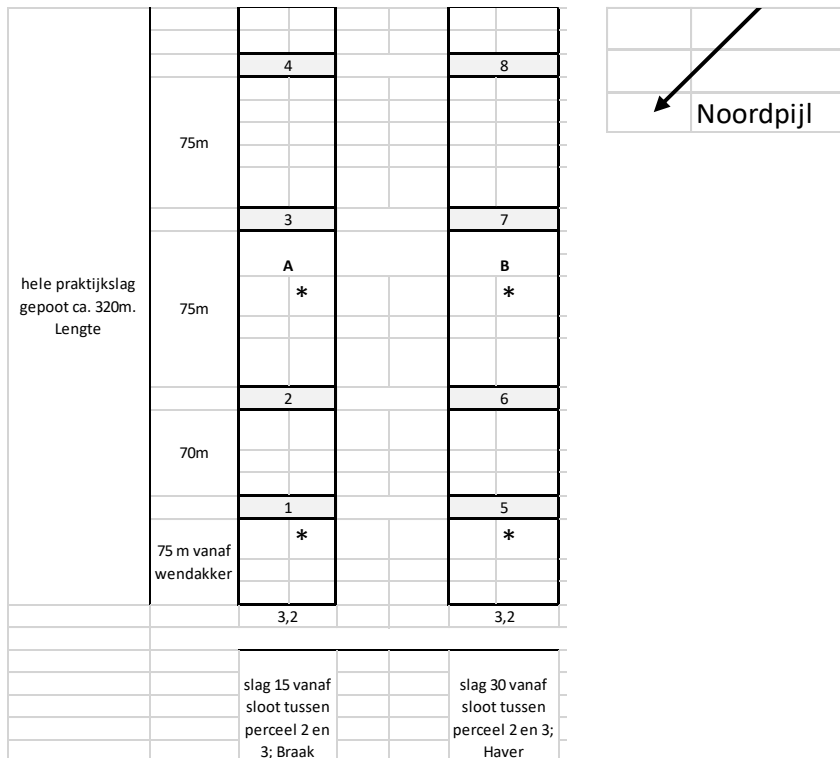 4 8
Noordpijl
75m
3 7
A B
hele praktijkslag
gepoot ca. 320m.
Lengte
* *
75m
2 6
70m
1 5
* *
75 m vanaf
wendakker
3,2 3,2
slag 15 vanaf
sloot tussen
perceel 2 en
3; Braak
slag 30 vanaf
sloot tussen
perceel 2 en 3;
Haver